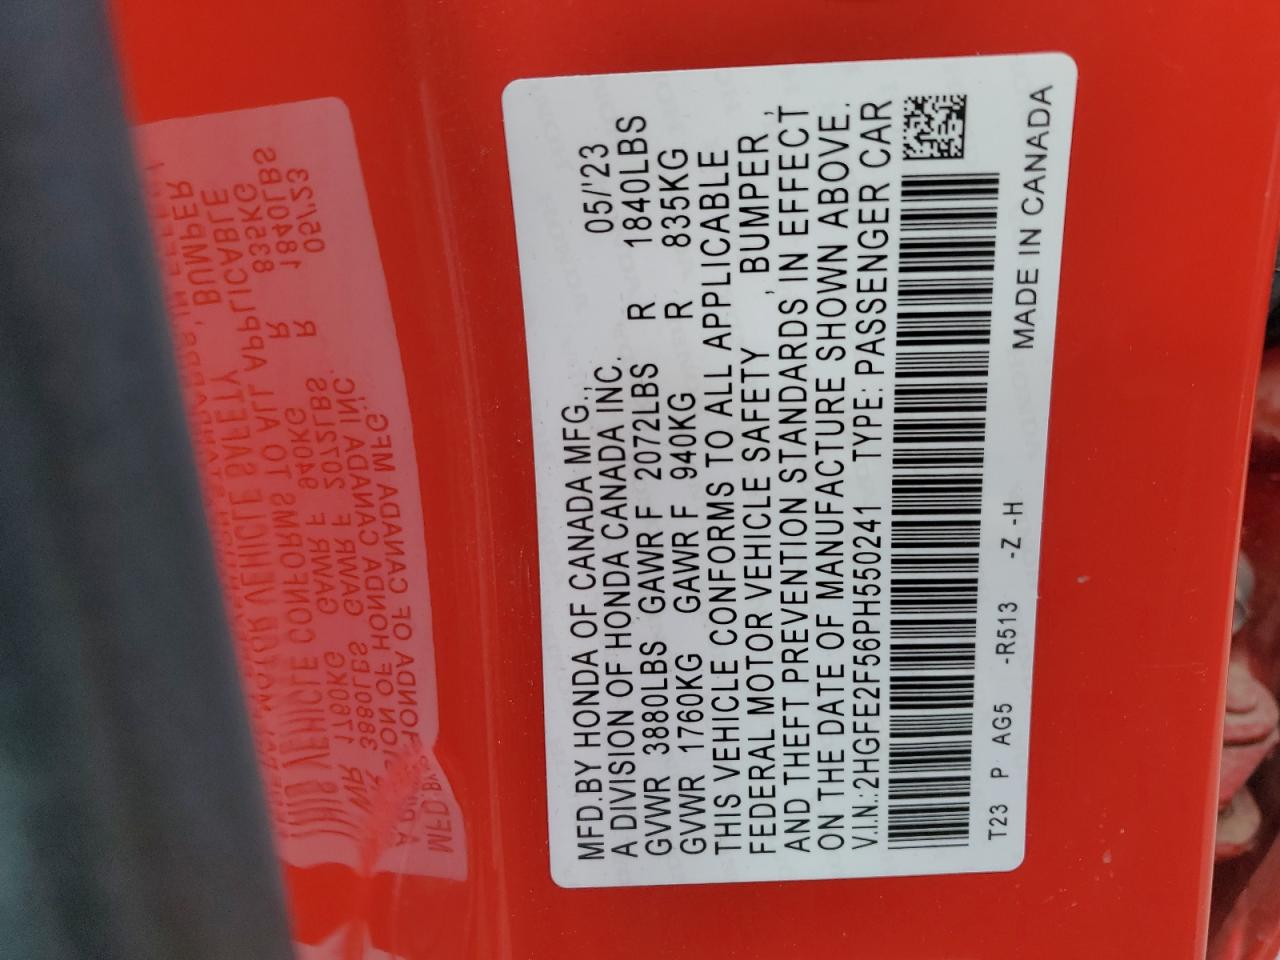 MFD.BY HONDA OF CANADA MFG., 05/'23
A DIVISION OF HONDA CANADA INC.
GVWR 3880LBS GAWR F 2072LBS R 1840LBS
GVWR 1760KG GAWR F 940KG R 835KG
THIS VEHICLE CONFORMS TO ALL APPLICABLE
FEDERAL MOTOR VEHICLE SAFETY , BUMPER ,
AND THEFT PREVENTION STANDARDS IN EFFECT
ON THE DATE OF MANUFACTURE SHOWN ABOVE.
V.I.N.:2HGFE2F56PH550241 TYPE: PASSENGER CAR
T23 P AG5 -R513 -Z -H
MADE IN CANADA